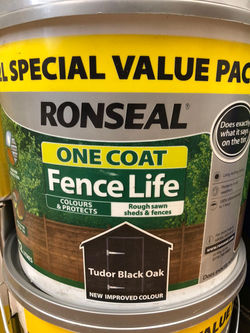 L SPECIAL VALUE PAC
RONSEAL
Does exactly
what it says
on the tin
ONE COAT
Fence Life
COLOURS
& PROTECTS
Rough sawn
sheds & fences
Tudor Black Oak
NEW IMPROVED COLOUR